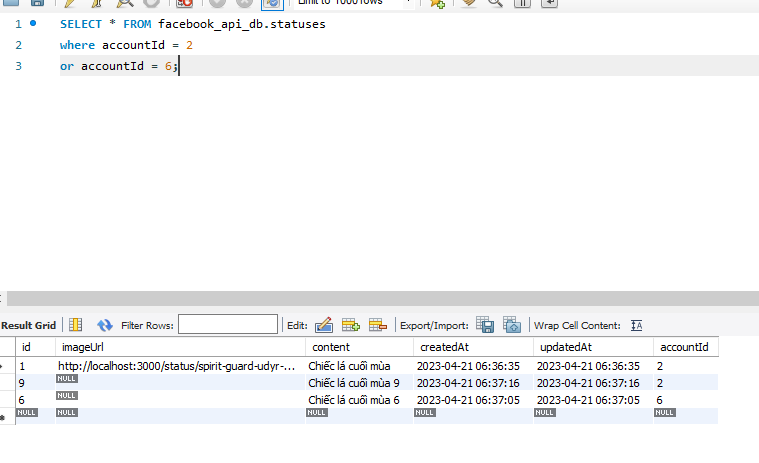 Limit to 1000 rows
1 SELECT * FROM facebook_api_db.statuses
2 where accountId = 2
3 or accountId = 6;
Result Grid Filter Rows: Edit: Export/Import: Wrap Cell Content:
id imageUrl content createdAt updatedAt accountId
1 http://localhost:3000/status/spirit-guard-udyr-... Chiếc lá cuối mùa 2023-04-21 06:36:35 2023-04-21 06:36:35 2
9 NULL Chiếc lá cuối mùa 9 2023-04-21 06:37:16 2023-04-21 06:37:16 2
6 NULL Chiếc lá cuối mùa 6 2023-04-21 06:37:05 2023-04-21 06:37:05 6
NULL NULL NULL NULL NULL NULL